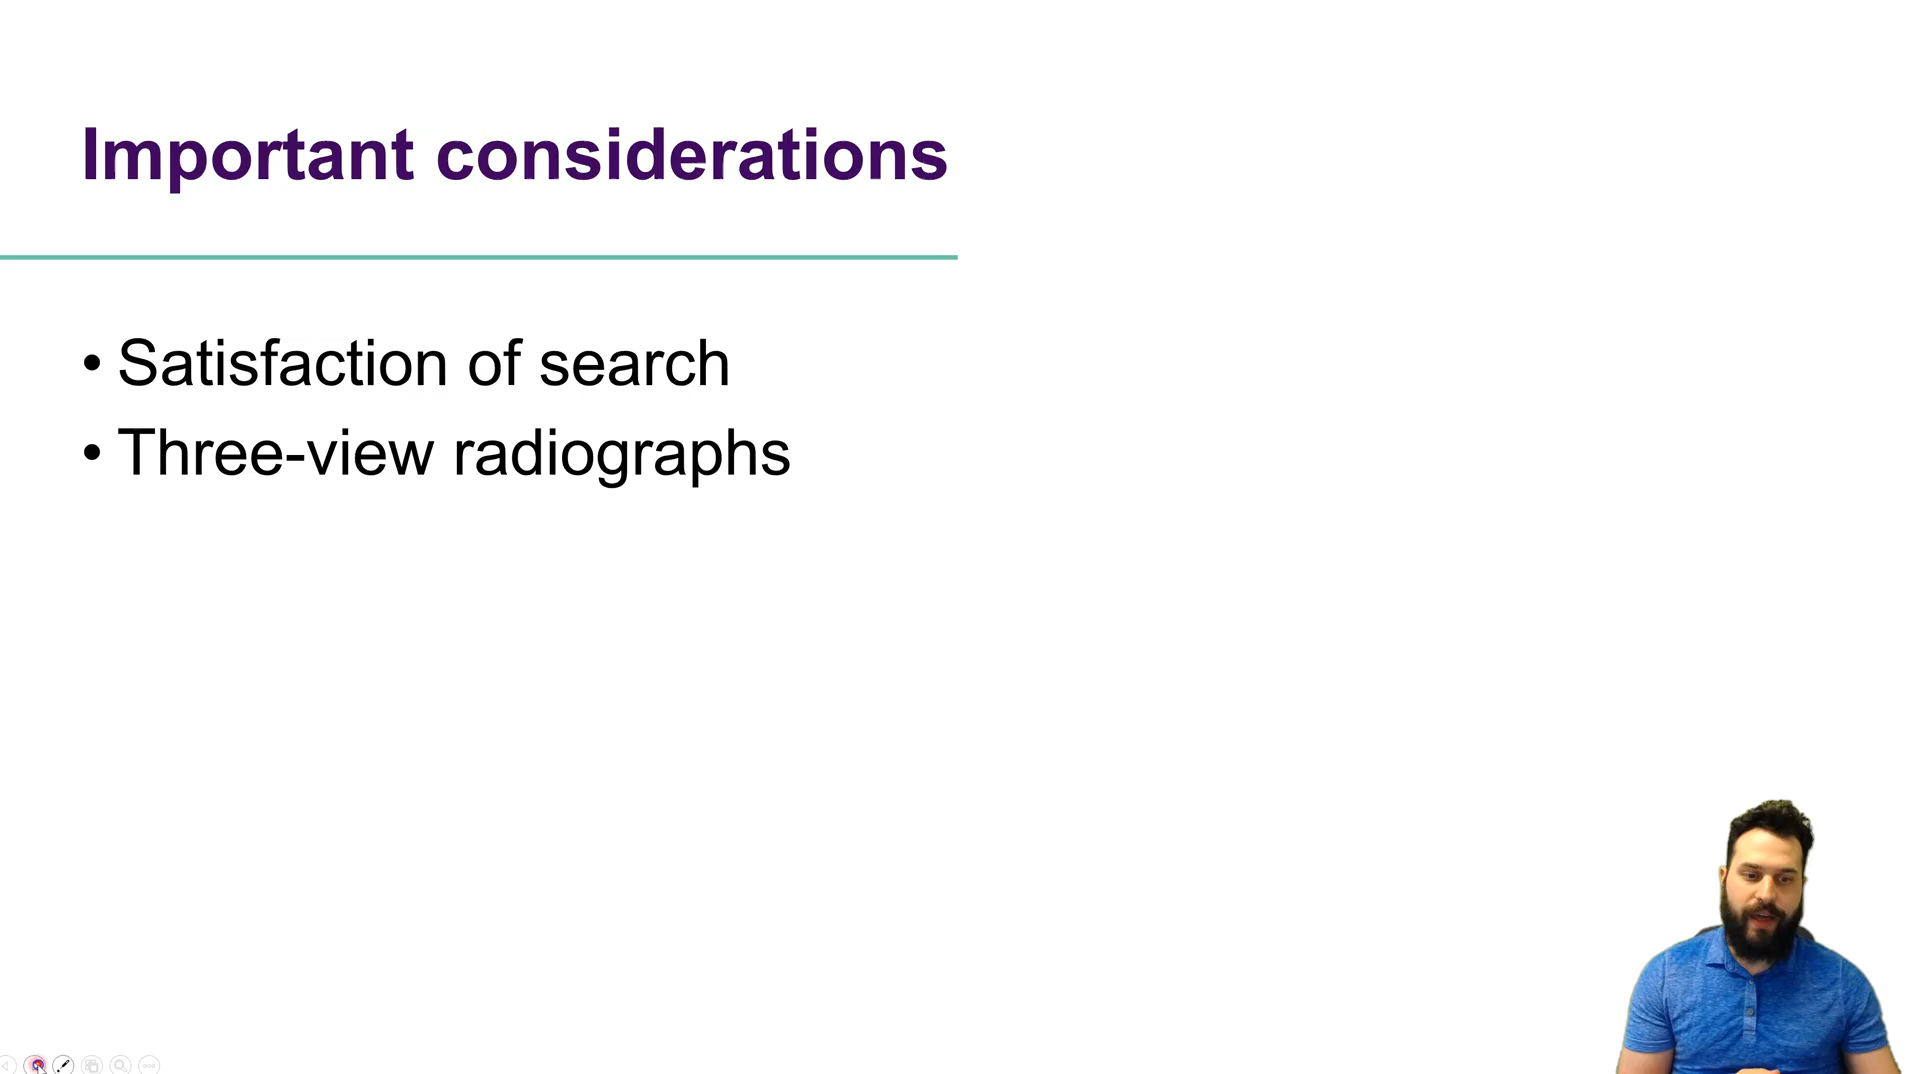 Important considerations
• Satisfaction of search
• Three-view radiographs